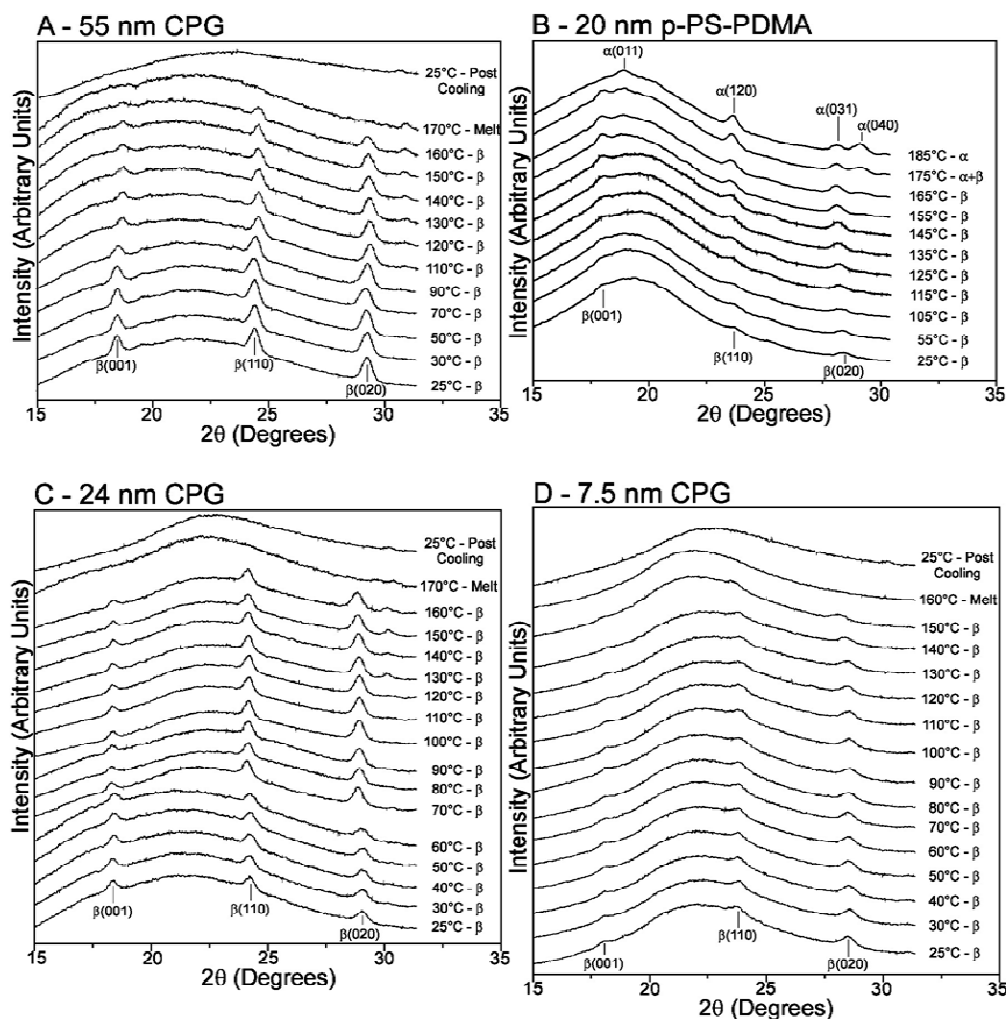 A - 55 nm CPG
Intensity (Arbitrary Units)
25°C - Post
Cooling
170°C - Melt
160°C - β
150°C - β
140°C - β
130°C - β
120°C - β
110°C - β
90°C - β
70°C - β
50°C - β
30°C - β
25°C - β
β(001)
β(110)
β(020)
15 20 25 30 35
2θ (Degrees)
B - 20 nm p-PS-PDMA
Intensity (Arbitrary Units)
α(011)
α(120)
α(031)
α(040)
185°C - α
175°C - α+β
165°C - β
155°C - β
145°C - β
135°C - β
125°C - β
115°C - β
105°C - β
55°C - β
25°C - β
β(001)
β(110)
β(020)
15 20 25 30 35
2θ (Degrees)
C - 24 nm CPG
Intensity (Arbitrary Units)
25°C - Post
Cooling
170°C - Melt
160°C - β
150°C - β
140°C - β
130°C - β
120°C - β
110°C - β
100°C - β
90°C - β
80°C - β
70°C - β
60°C - β
50°C - β
40°C - β
30°C - β
25°C - β
β(001)
β(110)
β(020)
15 20 25 30 35
2θ (Degrees)
D - 7.5 nm CPG
Intensity (Arbitrary Units)
25°C - Post
Cooling
160°C - Melt
150°C - β
140°C - β
130°C - β
120°C - β
110°C - β
100°C - β
90°C - β
80°C - β
70°C - β
60°C - β
50°C - β
40°C - β
30°C - β
25°C - β
β(001)
β(110)
β(020)
15 20 25 30 35
2θ (Degrees)